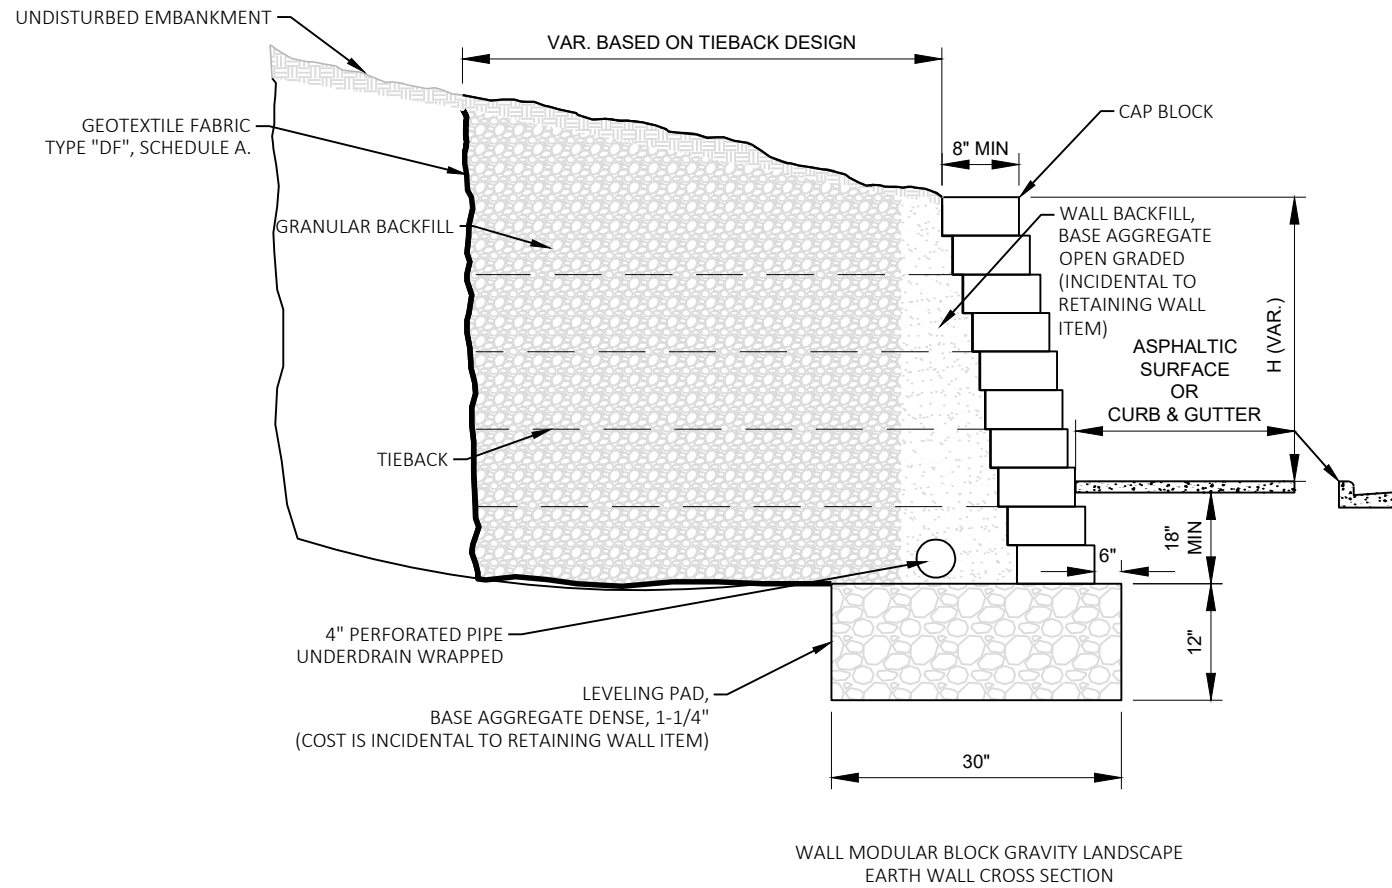 UNDISTURBED EMBANKMENT
VAR. BASED ON TIEBACK DESIGN
CAP BLOCK
GEOTEXTILE FABRIC
TYPE "DF", SCHEDULE A.
8" MIN
GRANULAR BACKFILL
WALL BACKFILL,
BASE AGGREGATE
OPEN GRADED
(INCIDENTAL TO
RETAINING WALL
ITEM)
H (VAR.)
ASPHALTIC
SURFACE
OR
CURB & GUTTER
TIEBACK
18"
MIN
6"
4" PERFORATED PIPE
UNDERDRAIN WRAPPED
12"
LEVELING PAD,
BASE AGGREGATE DENSE, 1-1/4"
(COST IS INCIDENTAL TO RETAINING WALL ITEM)
30"
WALL MODULAR BLOCK GRAVITY LANDSCAPE
EARTH WALL CROSS SECTION